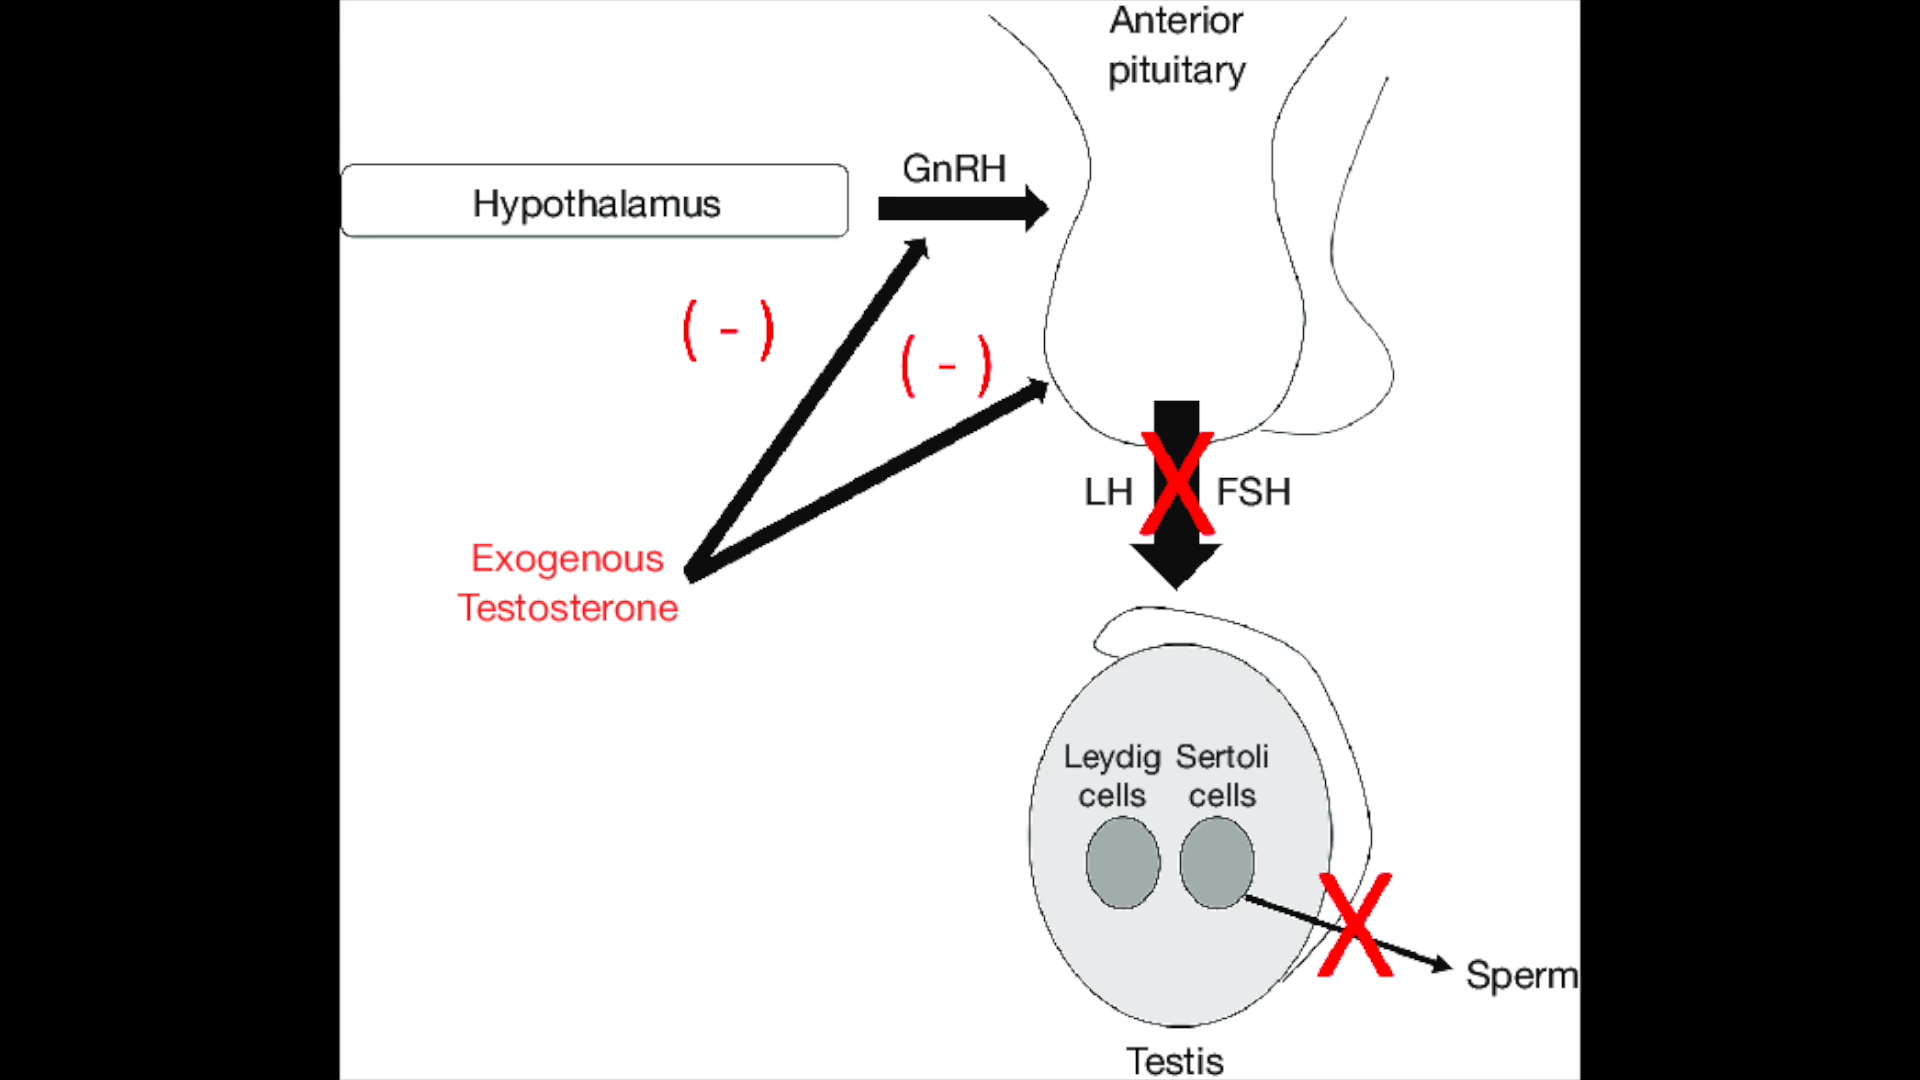 Anterior
pituitary
GnRH
Hypothalamus
( - )
( - )
LH
FSH
X
Exogenous
Testosterone
Leydig
cells
Sertoli
cells
X
Sperm
Testis